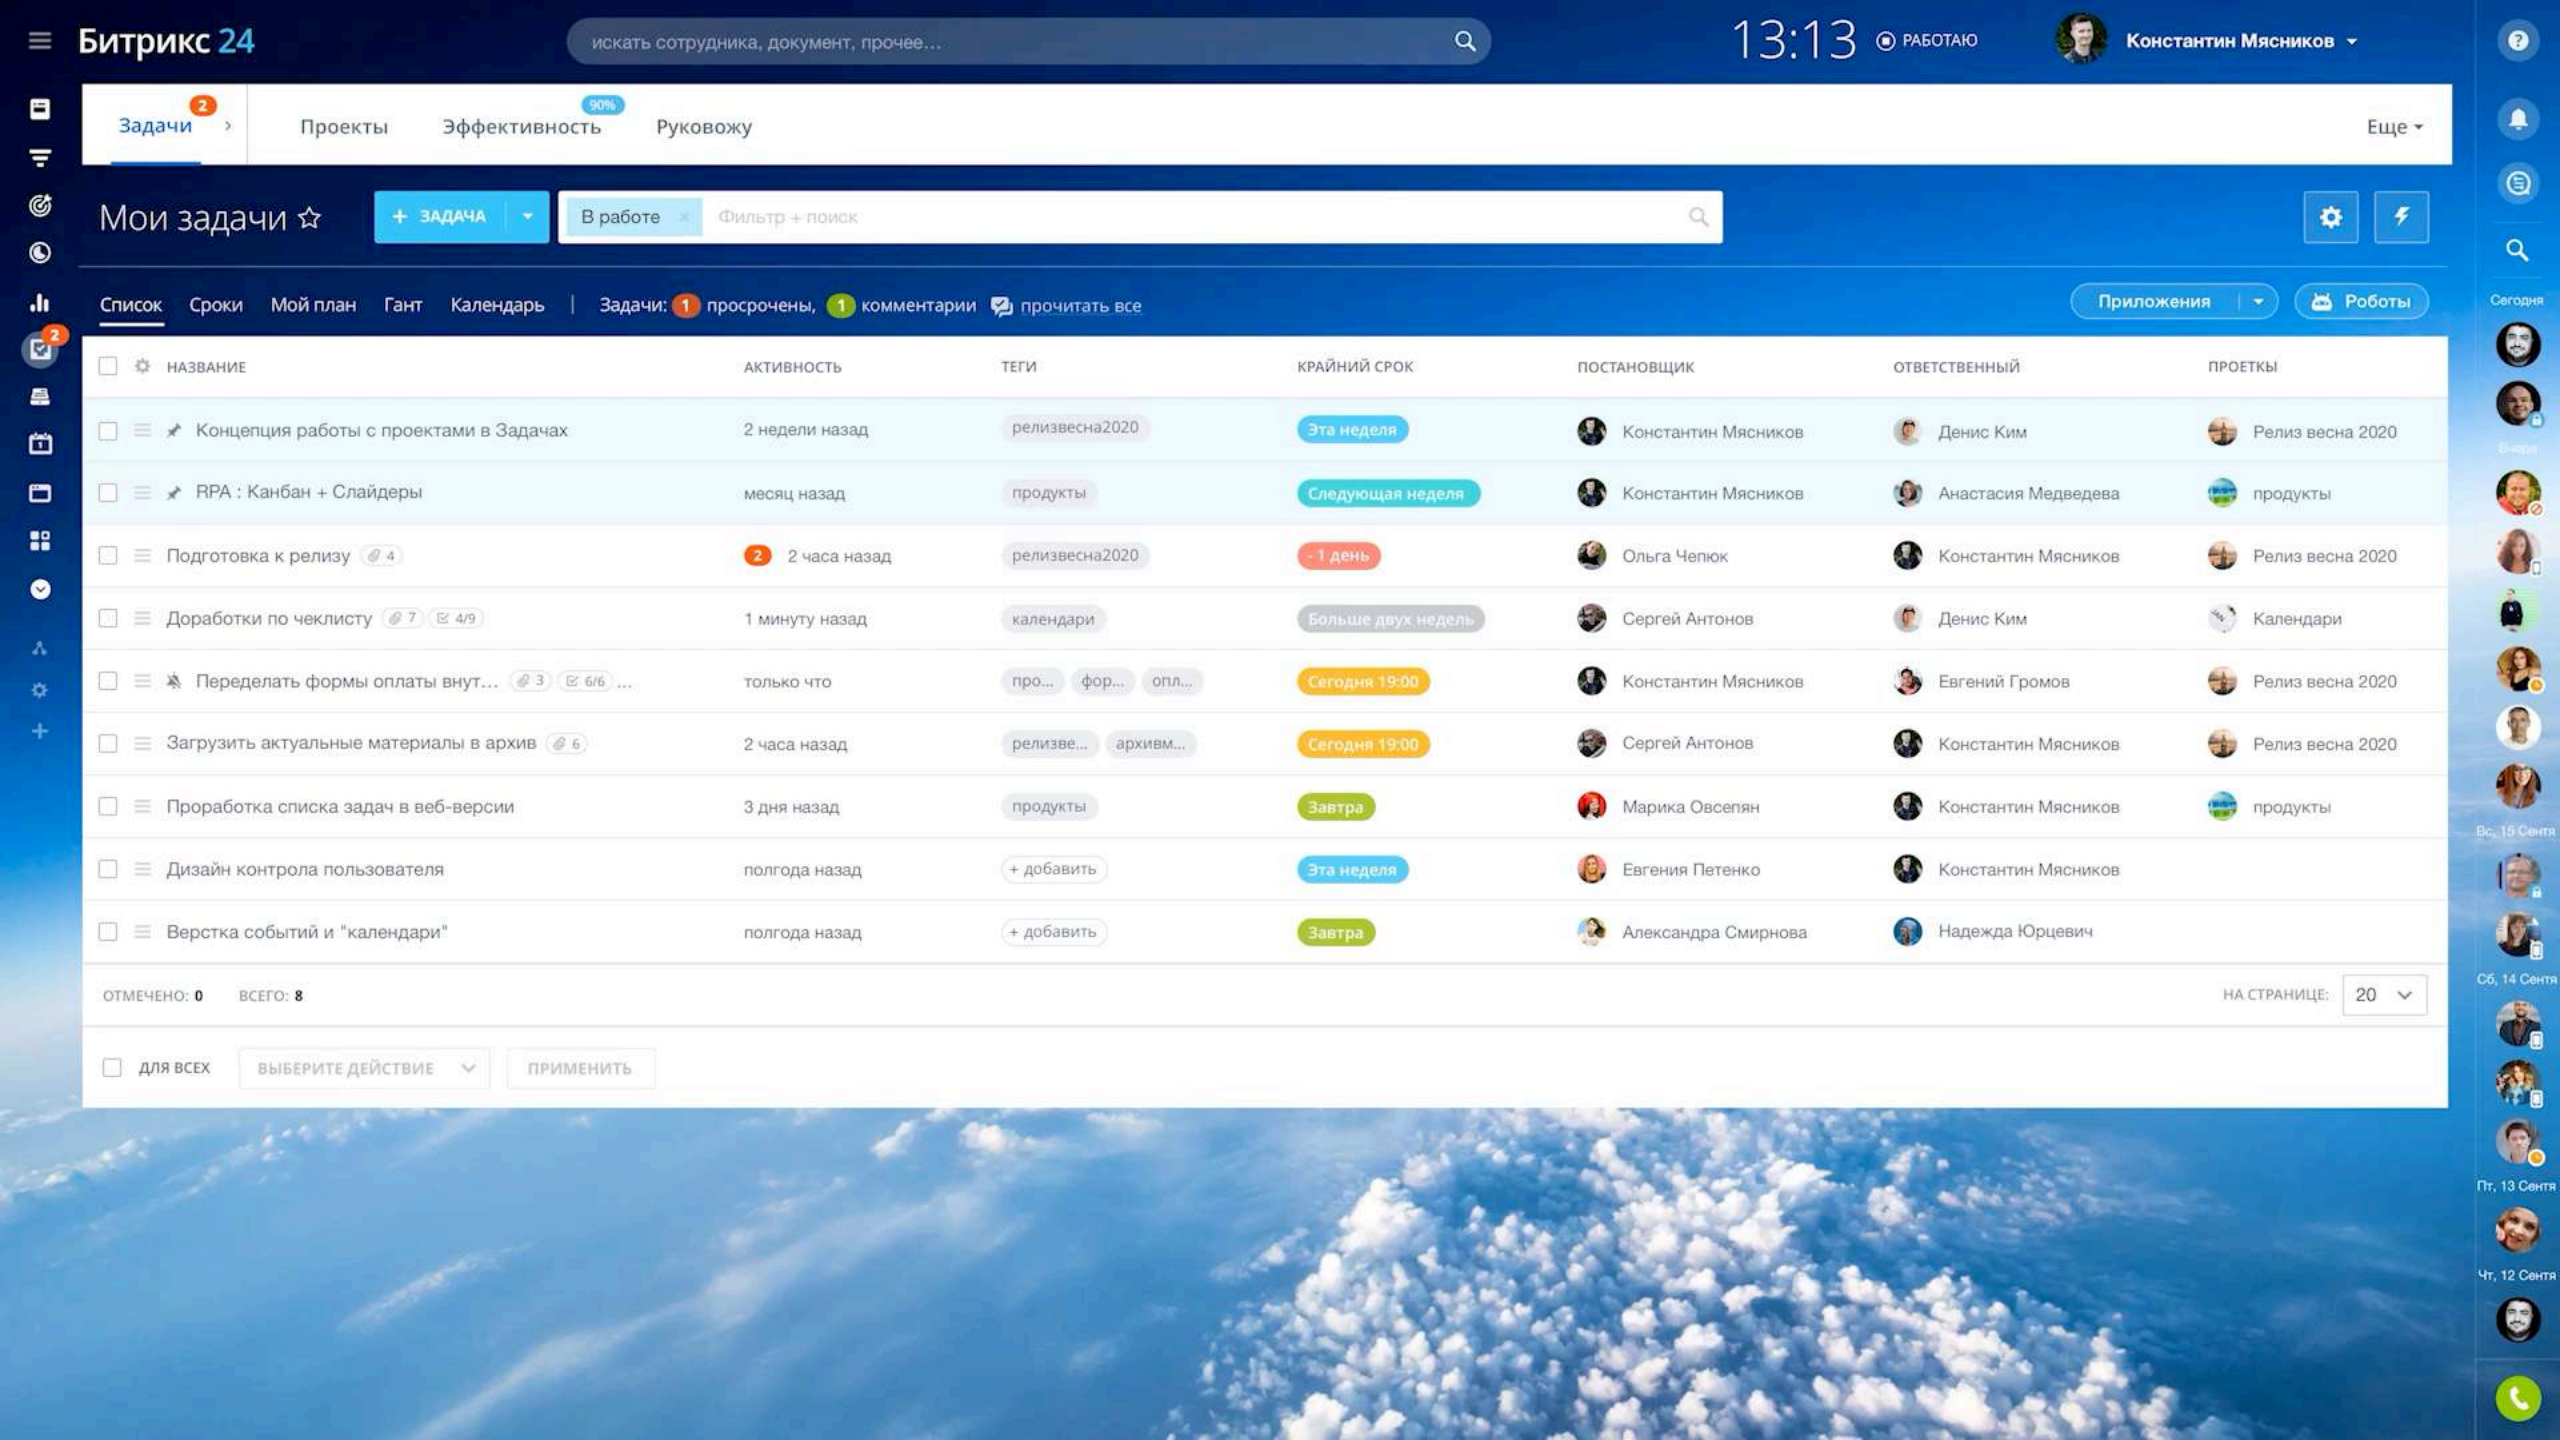 Битрикс 24
искать сотрудника, документ, прочее...
13:13 РАБОТАЮ
Константин Мясников
Задачи 2
Проекты
Эффективность 90%
Руковожу
Еще
Мои задачи
+ ЗАДАЧА
В работе ×
Фильтр + поиск
Список Сроки Мой план Гант Календарь | Задачи: 1 просрочены, 1 комментарии прочитать все
Приложения
Роботы
2
НАЗВАНИЕ АКТИВНОСТЬ ТЕГИ КРАЙНИЙ СРОК ПОСТАНОВЩИК ОТВЕТСТВЕННЫЙ ПРОЕТКЫ
Концепция работы с проектами в Задачах 2 недели назад релизвесна2020 Эта неделя Константин Мясников Денис Ким Релиз весна 2020
RPA : Канбан + Слайдеры месяц назад продукты Следующая неделя Константин Мясников Анастасия Медведева продукты
Подготовка к релизу 4 2 2 часа назад релизвесна2020 - 1 день Ольга Чепюк Константин Мясников Релиз весна 2020
Доработки по чеклисту 7 4/9 1 минуту назад календари Больше двух недель Сергей Антонов Денис Ким Календари
Переделать формы оплаты внут... 3 6/6 ... только что про... фор... опл... Сегодня 19:00 Константин Мясников Евгений Громов Релиз весна 2020
Загрузить актуальные материалы в архив 6 2 часа назад релизве... архивм... Сегодня 19:00 Сергей Антонов Константин Мясников Релиз весна 2020
Проработка списка задач в веб-версии 3 дня назад продукты Завтра Марика Овсепян Константин Мясников продукты
Дизайн контроля пользователя полгода назад + добавить Эта неделя Евгения Петенко Константин Мясников
Верстка событий и "календари" полгода назад + добавить Завтра Александра Смирнова Надежда Юрцевич
ОТМЕЧЕНО: 0 ВСЕГО: 8
НА СТРАНИЦЕ: 20
ДЛЯ ВСЕХ ВЫБЕРИТЕ ДЕЙСТВИЕ ПРИМЕНИТЬ
Сегодня
Вчера
Вс, 15 Сентя
Сб, 14 Сентя
Пт, 13 Сентя
Чт, 12 Сентя